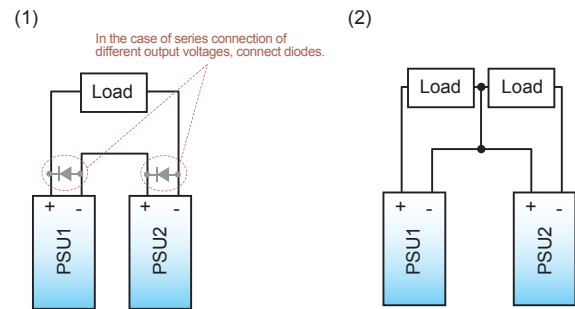 (1)
In the case of series connection of
different output voltages, connect diodes.
Load
+ - + -
PSU1 PSU2
(2)
Load Load
+ - + -
PSU1 PSU2